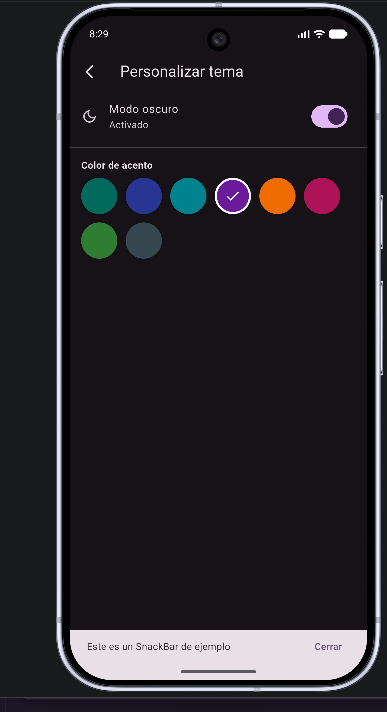 8:29
Personalizar tema
Modo oscuro
Activado
Color de acento
Este es un SnackBar de ejemplo
Cerrar